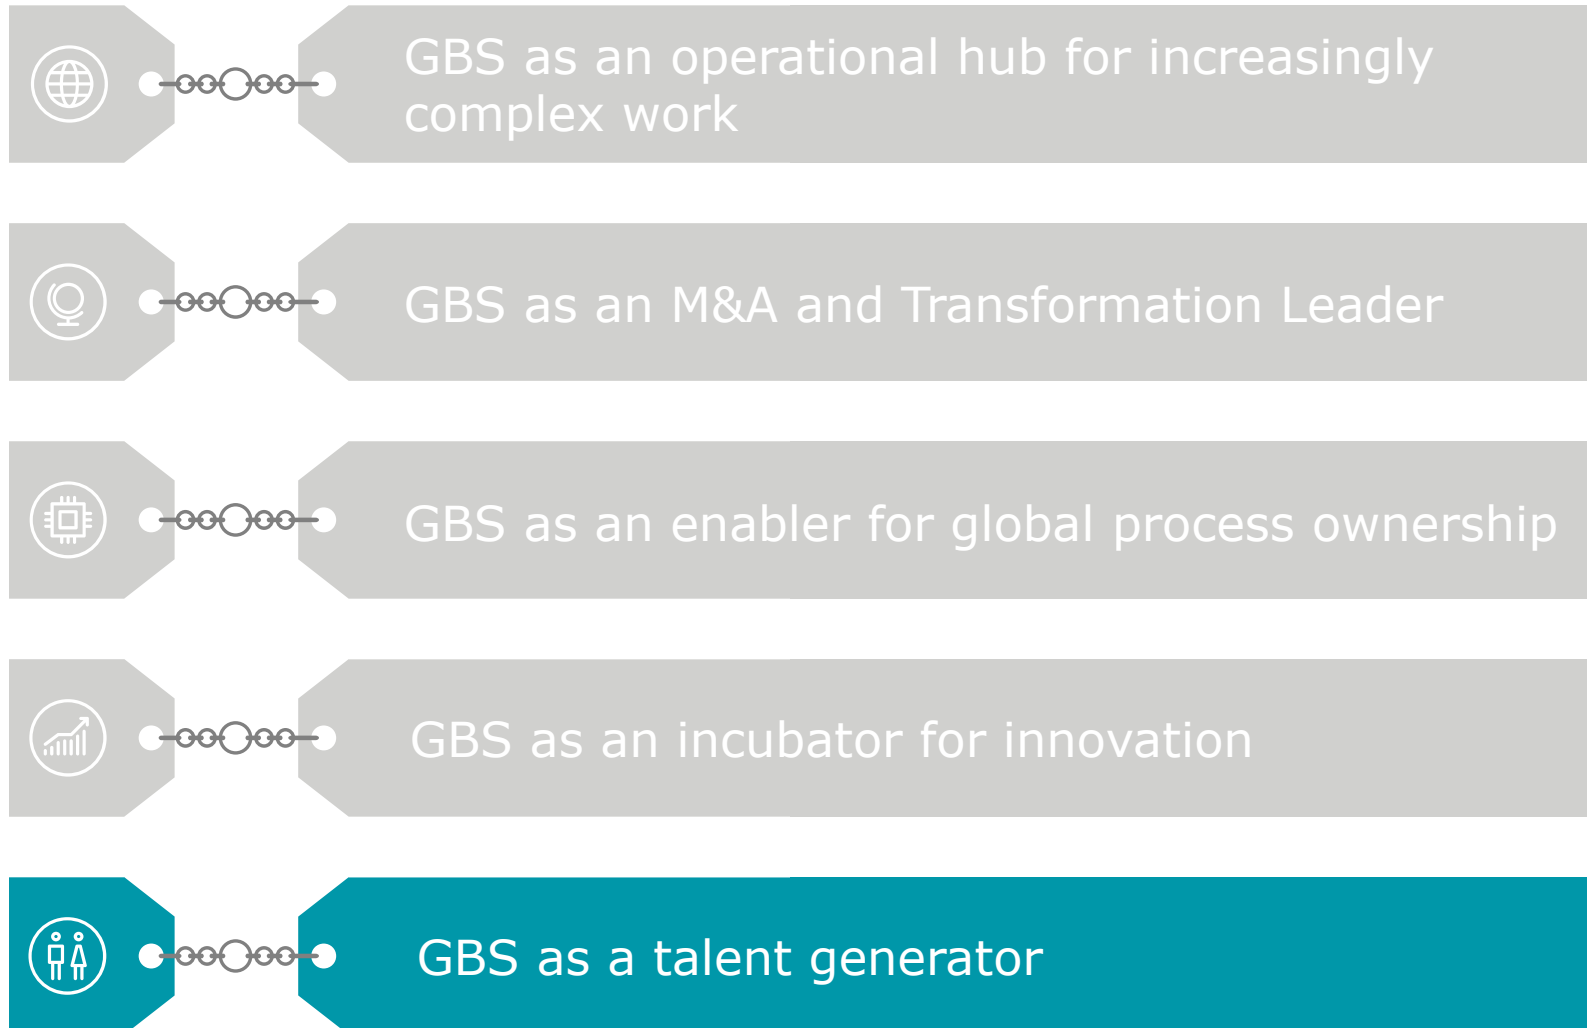 GBS as an operational hub for increasingly
complex work
GBS as an M&A and Transformation Leader
GBS as an enabler for global process ownership
GBS as an incubator for innovation
GBS as a talent generator